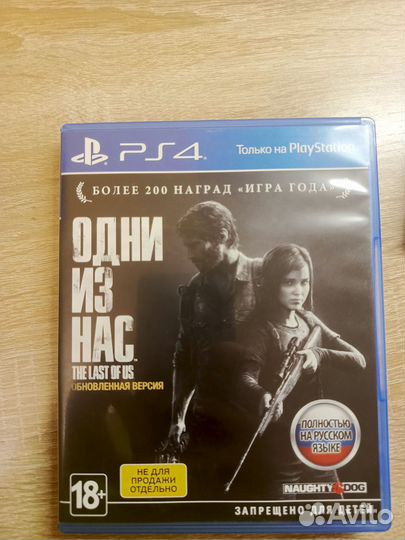 PS4
Только на PlayStation
БОЛЕЕ 200 НАГРАД «ИГРА ГОДА»
ОДНИ
ИЗ
НАС
THE LAST OF US
ОБНОВЛЕННАЯ ВЕРСИЯ
ПОЛНОСТЬЮ
НА РУССКОМ
ЯЗЫКЕ
НЕ ДЛЯ
ПРОДАЖИ
ОТДЕЛЬНО
18+
NAUGHTY DOG
ЗАПРЕЩЕНО ДЛЯ ДЕТЕЙ
Avito